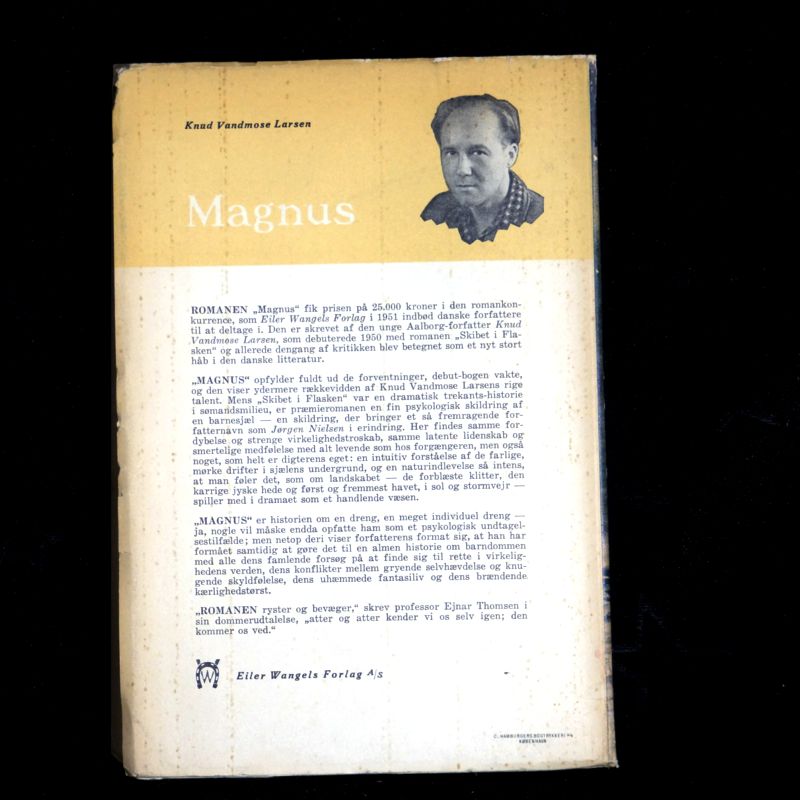 Knud Vandmose Larsen
Magnus
ROMANEN „Magnus“ fik prisen på 25.000 kroner i den romankon-
kurrence, som Eiler Wangels Forlag i 1951 indbød danske forfattere
til at deltage i. Den er skrevet af den unge Aalborg-forfatter Knud
Vandmose Larsen, som debuterede 1950 med romanen „Skibet i Fla-
sken“ og allerede dengang af kritikken blev betegnet som et nyt stort
håb i den danske litteratur.
„MAGNUS“ opfylder fuldt ud de forventninger, debut-bogen vakte,
og den viser ydermere rækkevidden af Knud Vandmose Larsens rige
talent. Mens „Skibet i Flasken“ var en dramatisk trekants-historie
i sømandsmilieu, er præmieromanen en fin psykologisk skildring af
en barnesjæl — en skildring, der bringer et så fremragende for-
fatternavn som Jørgen Nielsen i erindring. Her findes samme for-
dybelse og strenge virkelighedstroskab, samme latente lidenskab og
smertelige medfølelse med alt levende som hos forgængeren, men også
noget, som helt er digterens eget: en intuitiv forståelse af de farlige,
mørke drifter i sjælens undergrund, og en naturindlevelse så intens,
at man føler det, som om landskabet — de forblæste klitter, den
karrige jyske hede og først og fremmest havet, i sol og stormvejr —
spiller med i dramaet som et handlende væsen.
„MAGNUS“ er historien om en dreng, en meget individuel dreng —
ja, nogle vil måske endda opfatte ham som et psykologisk undtagel-
sestilfælde; men netop deri viser forfatterens format sig, at han har
formået samtidig at gøre det til en almen historie om barndommen
med alle dens famlende forsøg på at finde sig til rette i virkelig-
hedens verden, dens konflikter mellem gryende selvhævdelse og knu-
gende skyldfølelse, dens uhæmmede fantasiliv og dens brændende
kærlighedstørst.
„ROMANEN ryster og bevæger,“ skrev professor Ejnar Thomsen i
sin dommerudtalelse, „atter og atter kender vi os selv igen; den
kommer os ved.“
W Eiler Wangels Forlag A/S
C. HAMBURGERS BOGTRYKKERI A/S
KØBENHAVN